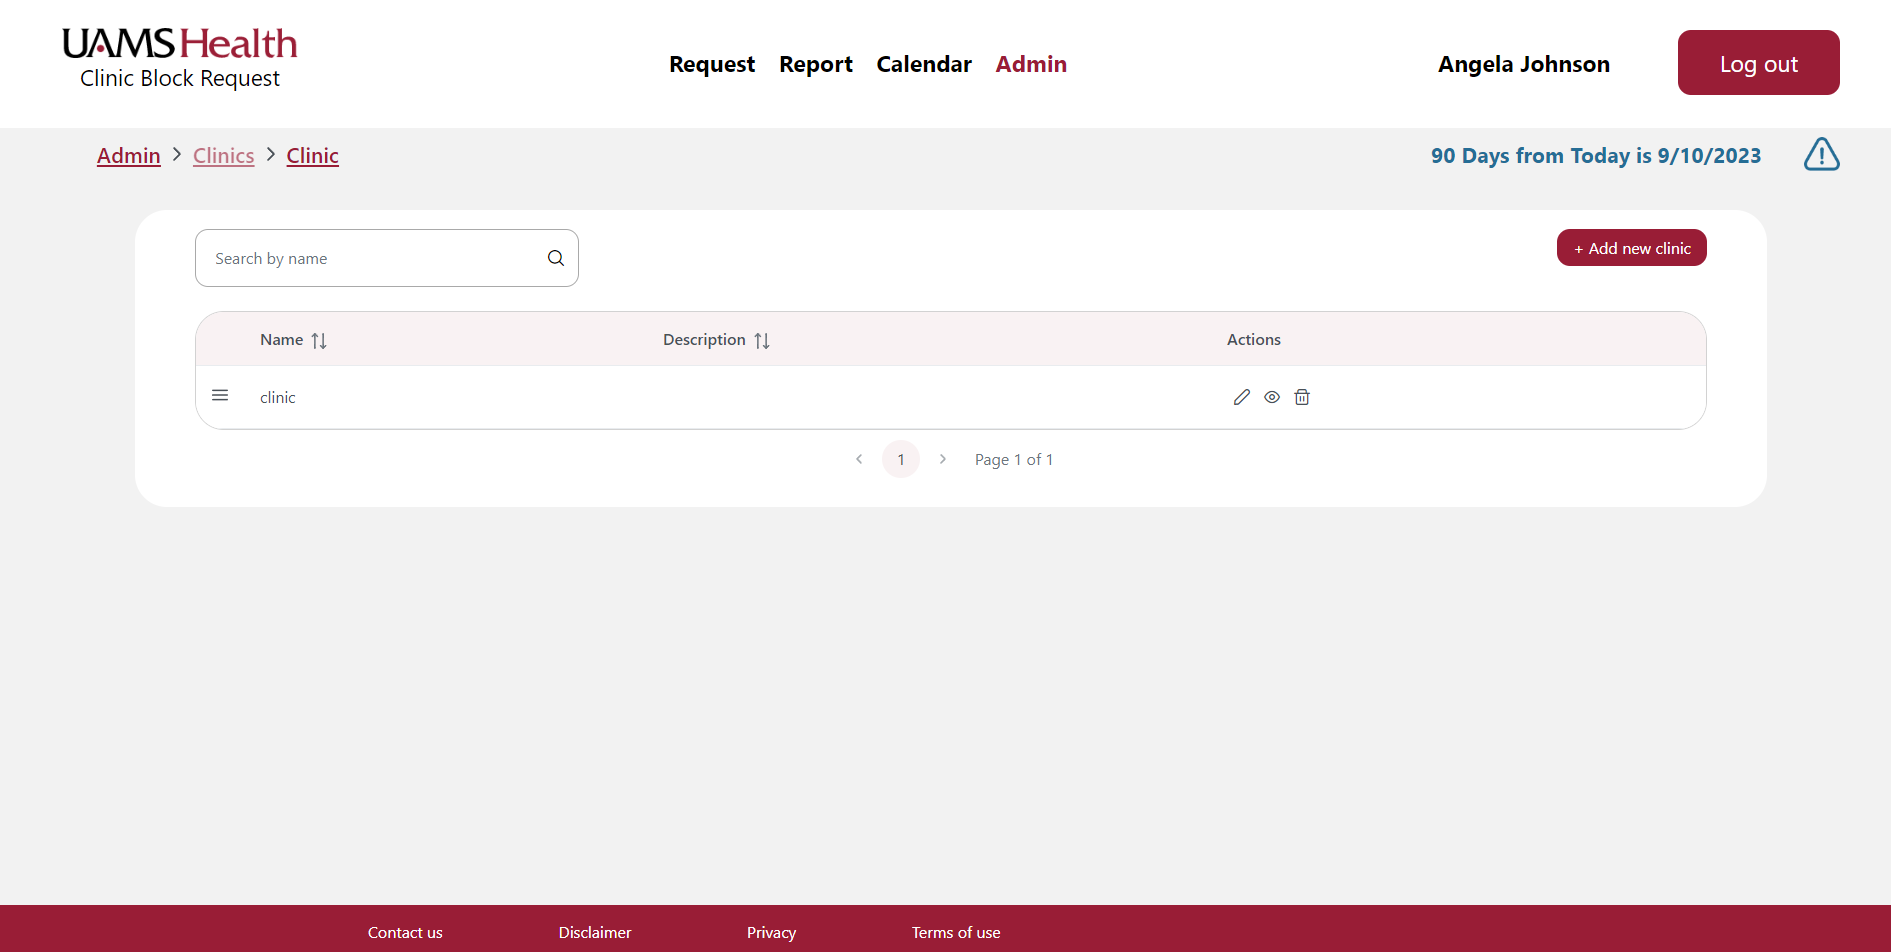 UAMS Health
Clinic Block Request
Request Report Calendar Admin
Angela Johnson
Log out
Admin > Clinics > Clinic
90 Days from Today is 9/10/2023
Search by name
+ Add new clinic
Name Description Actions
clinic
1 Page 1 of 1
Contact us Disclaimer Privacy Terms of use